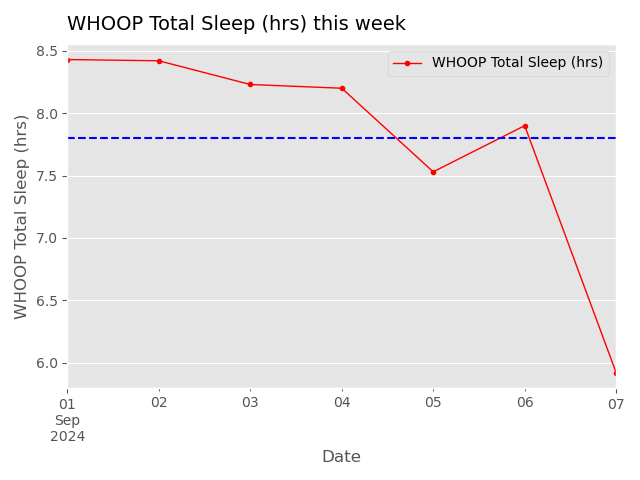 WHOOP Total Sleep (hrs) this week
WHOOP Total Sleep (hrs)
WHOOP Total Sleep (hrs)
8.5
8.0
7.5
7.0
6.5
6.0
01
Sep
2024
02
03
04
05
06
07
Date